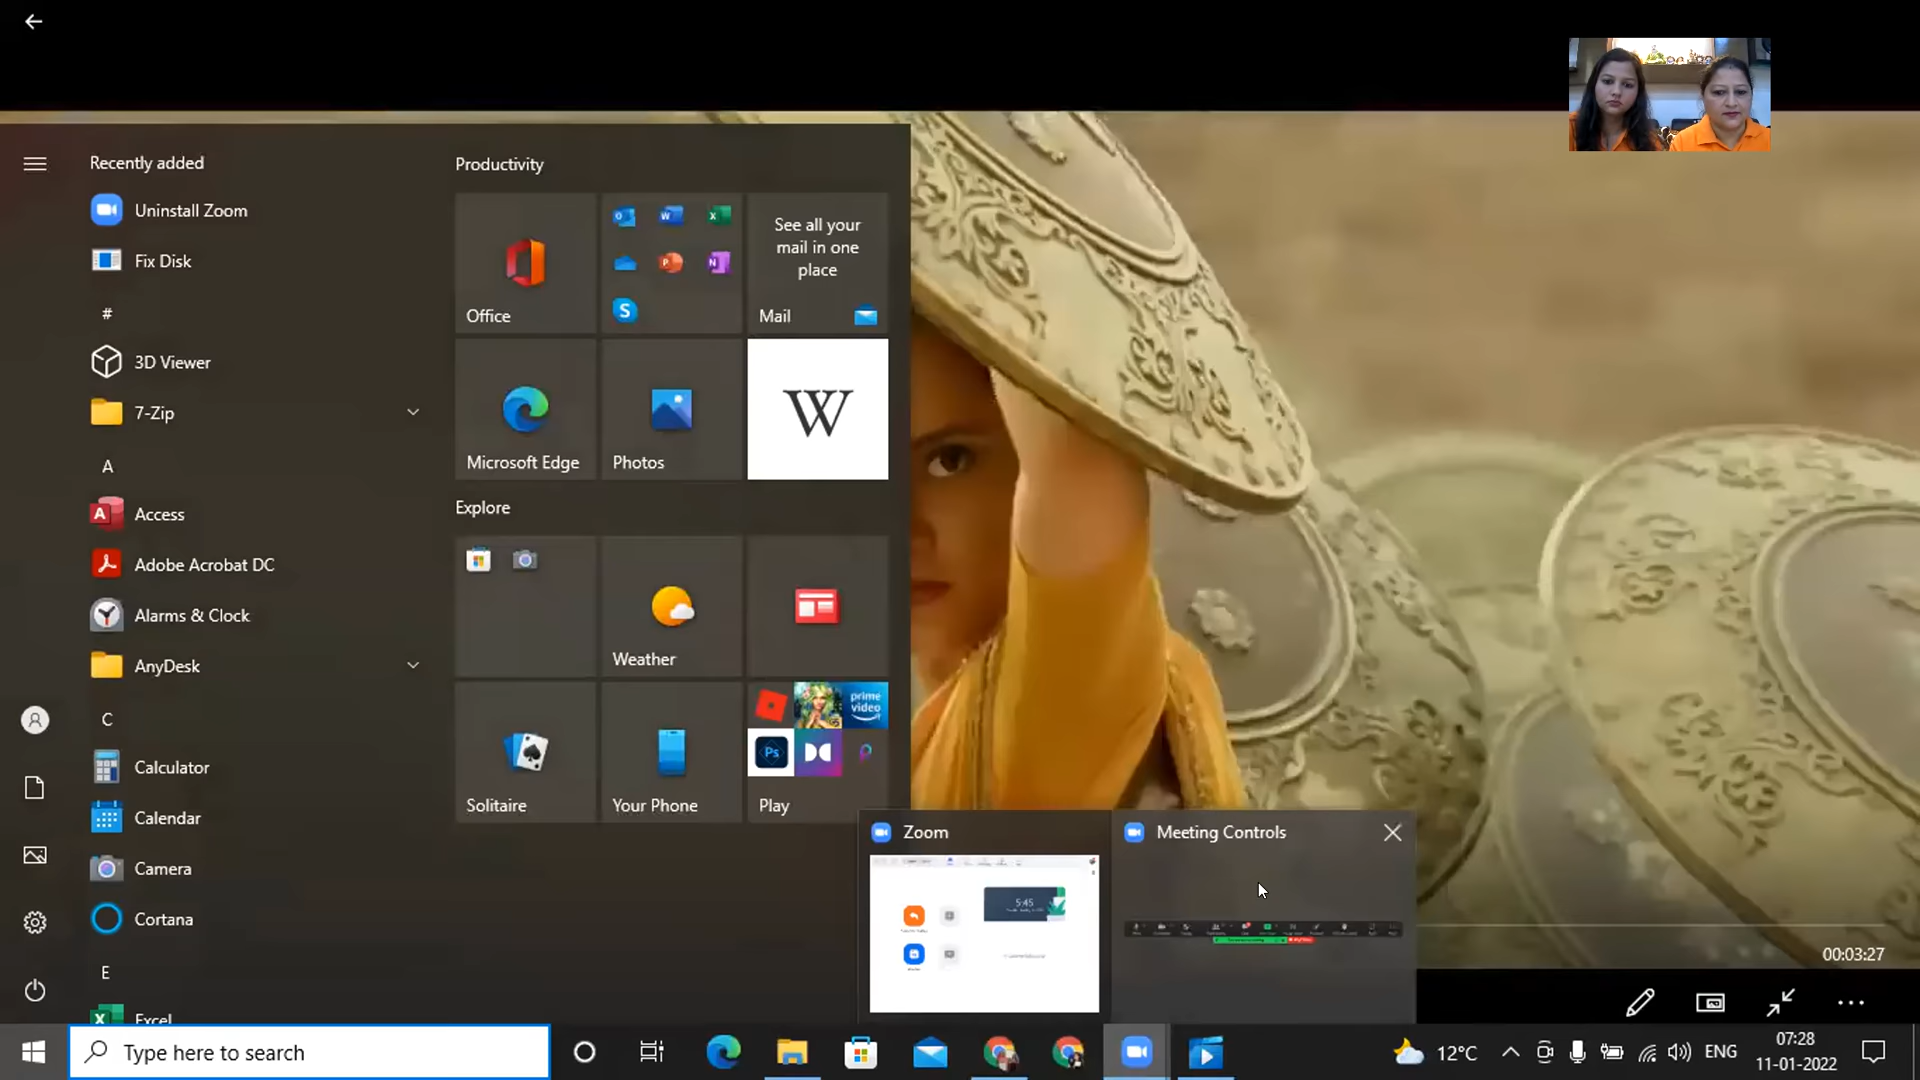 Recently added
Uninstall Zoom
Fix Disk
#
3D Viewer
7-Zip
A
Access
Adobe Acrobat DC
Alarms & Clock
AnyDesk
C
Calculator
Calendar
Camera
Cortana
E
Excel
Productivity
Office
See all your
mail in one
place
Mail
Microsoft Edge
Photos
W
Explore
Weather
Solitaire
Your Phone
prime
video
Ps
Play
Zoom
5:45
Meeting Controls
00:03:27
Type here to search
12°C
ENG
07:28
11-01-2022